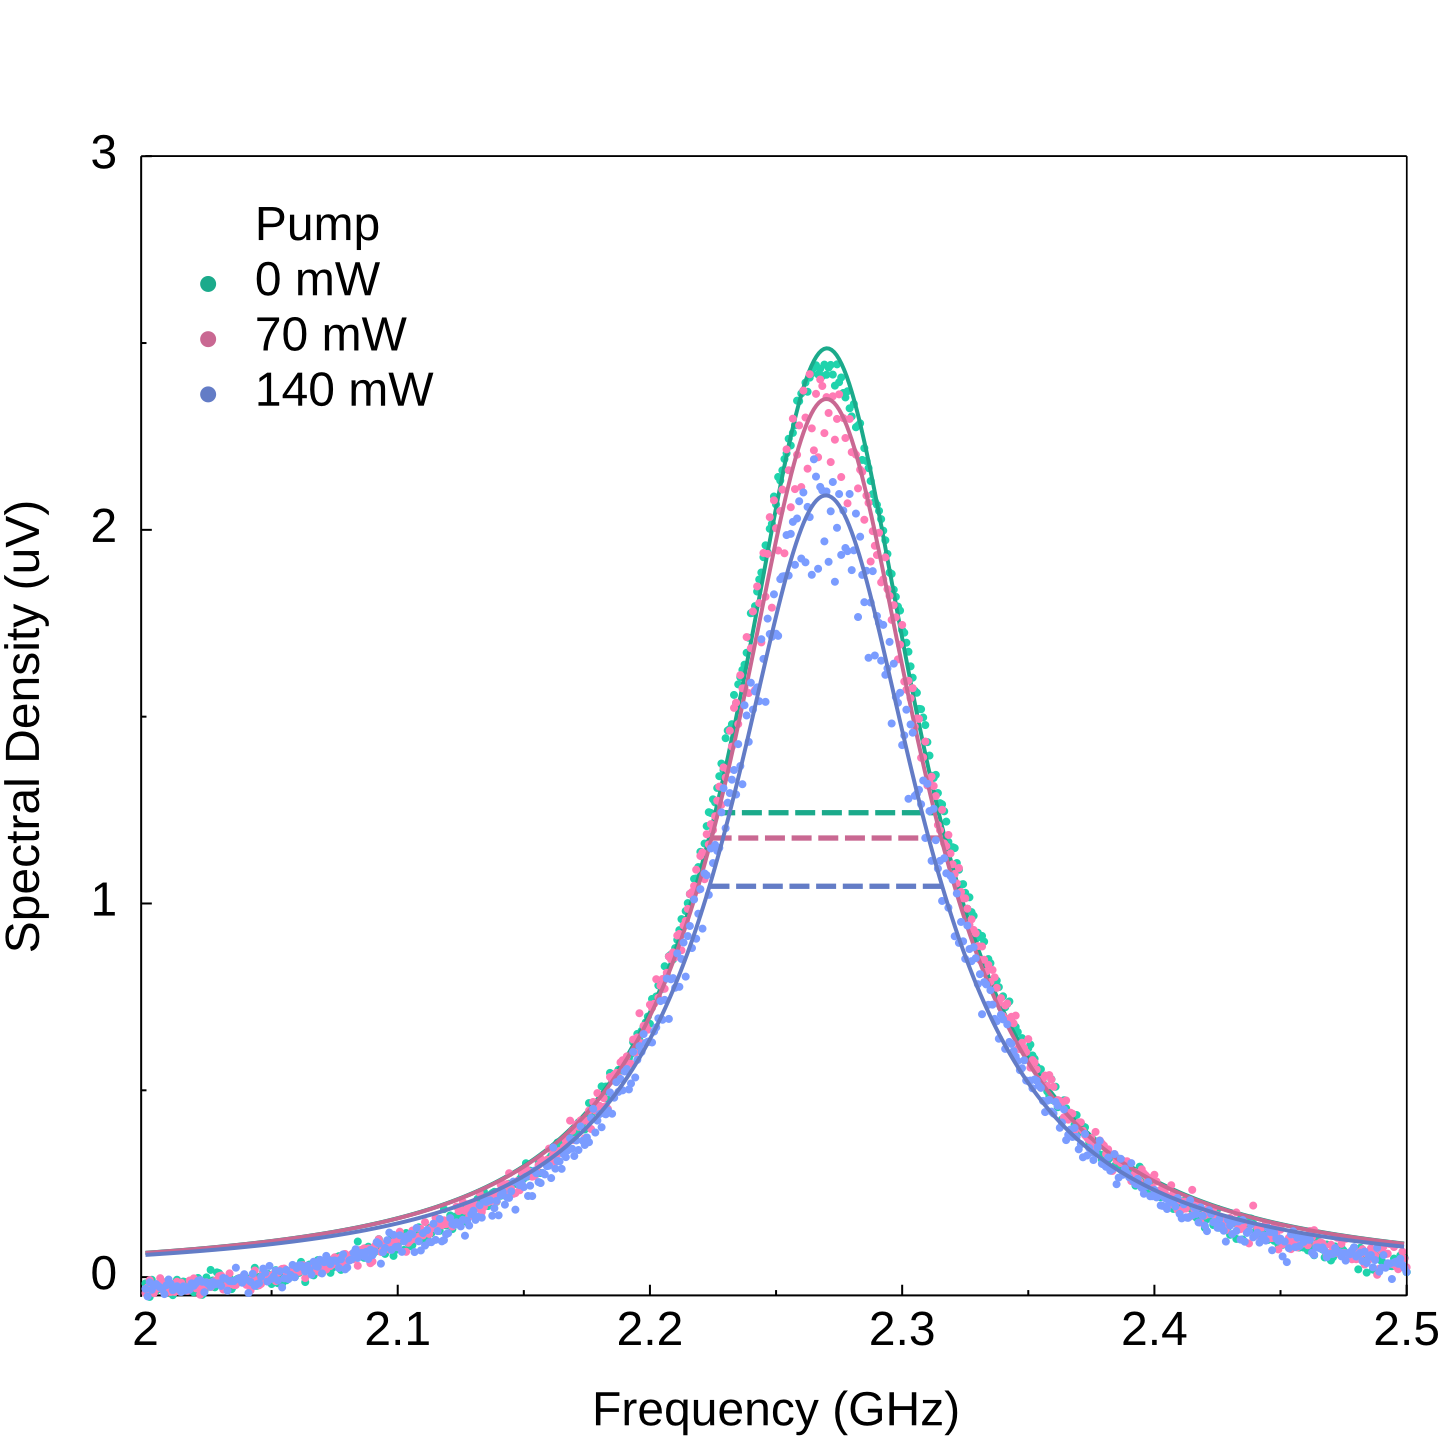 3
Pump
0 mW
70 mW
140 mW
2
1
0
Spectral Density (uV)
2 2.1 2.2 2.3 2.4 2.5
Frequency (GHz)